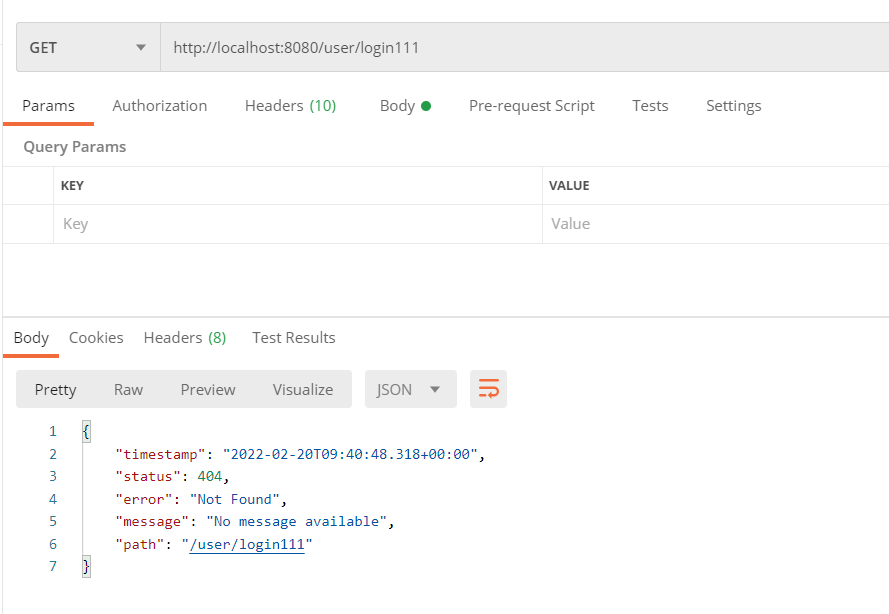 GET http://localhost:8080/user/login111
Params Authorization Headers (10) Body Pre-request Script Tests Settings
Query Params
KEY VALUE
Key Value
Body Cookies Headers (8) Test Results
Pretty Raw Preview Visualize JSON
1 {
2 "timestamp": "2022-02-20T09:40:48.318+00:00",
3 "status": 404,
4 "error": "Not Found",
5 "message": "No message available",
6 "path": "/user/login111"
7 }